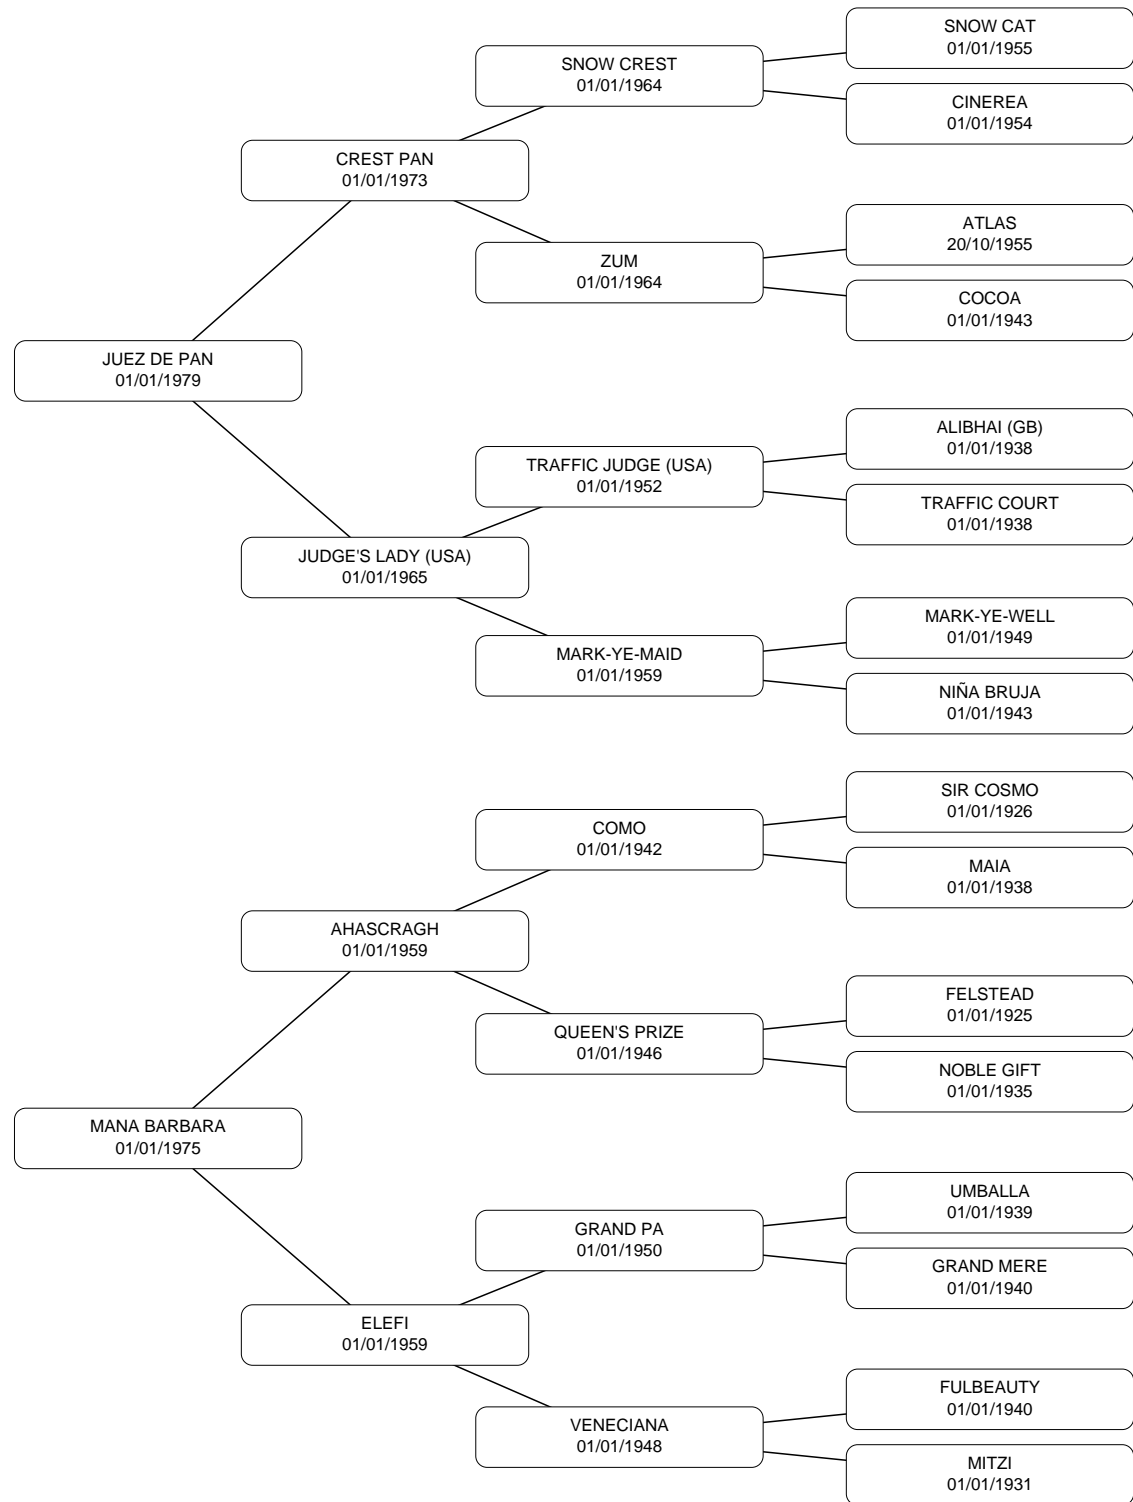 SNOW CAT
01/01/1955
SNOW CREST
01/01/1964
CINEREA
01/01/1954
CREST PAN
01/01/1973
ATLAS
20/10/1955
ZUM
01/01/1964
COCOA
01/01/1943
JUEZ DE PAN
01/01/1979
ALIBHAI (GB)
01/01/1938
TRAFFIC JUDGE (USA)
01/01/1952
TRAFFIC COURT
01/01/1938
JUDGE'S LADY (USA)
01/01/1965
MARK-YE-WELL
01/01/1949
MARK-YE-MAID
01/01/1959
NIÑA BRUJA
01/01/1943
SIR COSMO
01/01/1926
COMO
01/01/1942
MAIA
01/01/1938
AHASCRAGH
01/01/1959
FELSTEAD
01/01/1925
QUEEN'S PRIZE
01/01/1946
NOBLE GIFT
01/01/1935
MANA BARBARA
01/01/1975
UMBALLA
01/01/1939
GRAND PA
01/01/1950
GRAND MERE
01/01/1940
ELEFI
01/01/1959
FULBEAUTY
01/01/1940
VENECIANA
01/01/1948
MITZI
01/01/1931